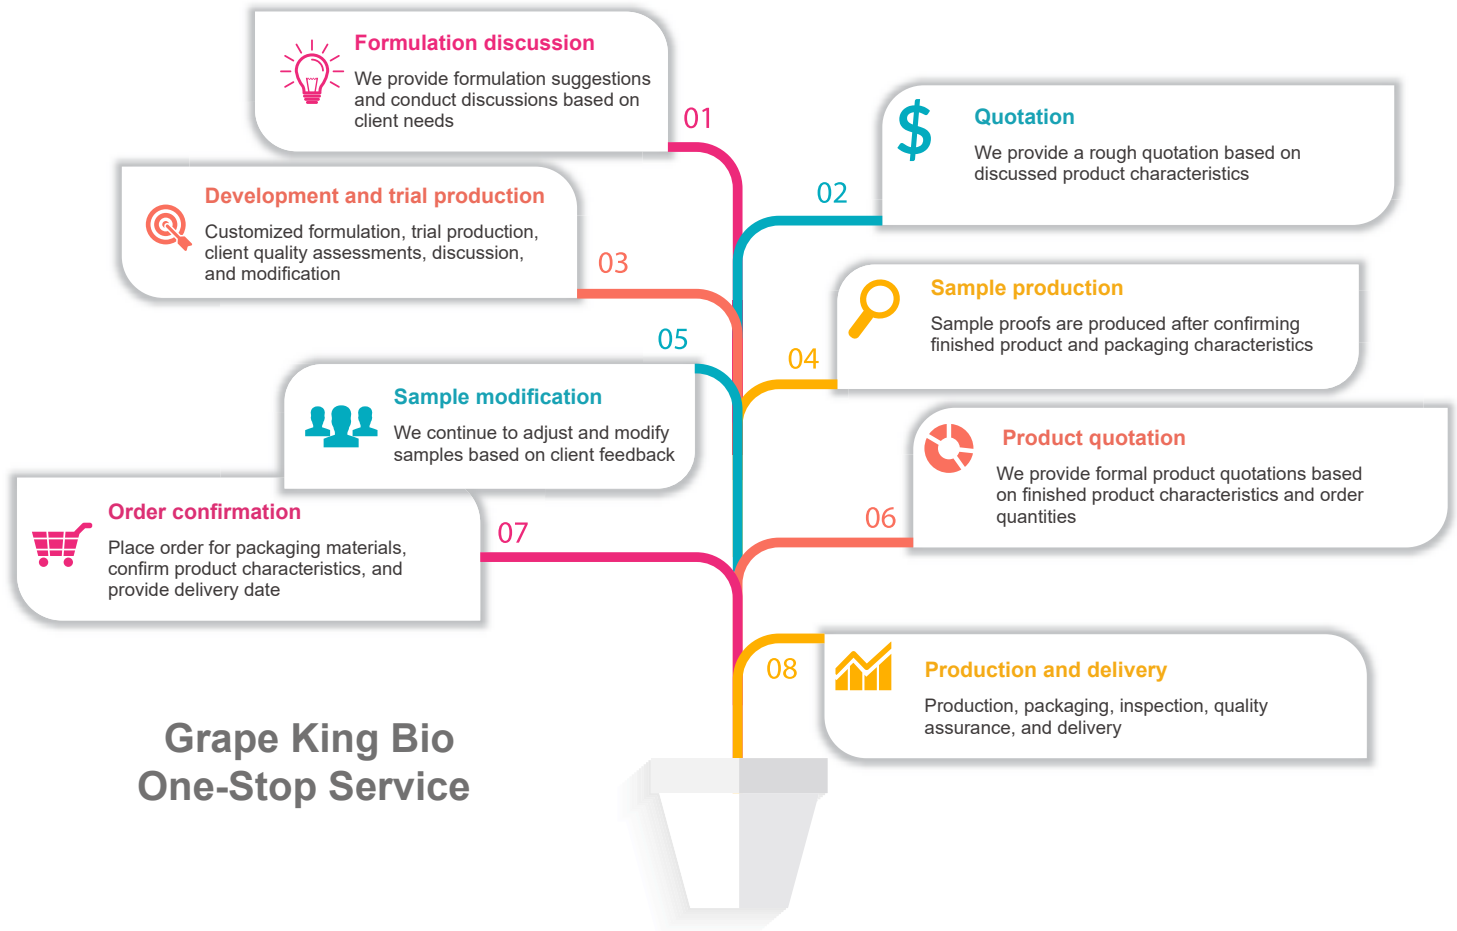 Formulation discussion
We provide formulation suggestions
and conduct discussions based on
client needs
01
Quotation
We provide a rough quotation based on
discussed product characteristics
02
Development and trial production
Customized formulation, trial production,
client quality assessments, discussion,
and modification
03
Sample production
Sample proofs are produced after confirming
finished product and packaging characteristics
04
05
Sample modification
We continue to adjust and modify
samples based on client feedback
Product quotation
We provide formal product quotations based
on finished product characteristics and order
quantities
06
Order confirmation
Place order for packaging materials,
confirm product characteristics, and
provide delivery date
07
08
Production and delivery
Production, packaging, inspection, quality
assurance, and delivery
Grape King Bio
One-Stop Service